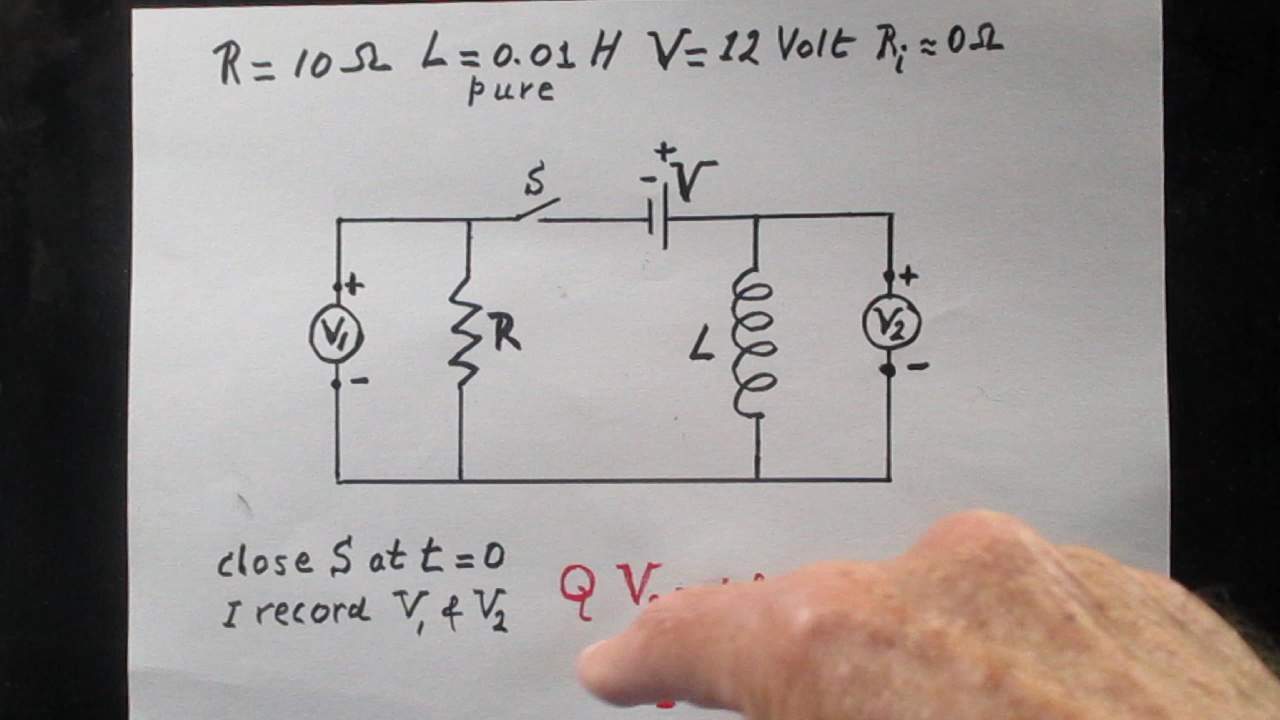 R = 10 Ω L = 0.01 H V = 12 Volt Ri ≈ 0 Ω
pure
S
+
- V
+
V1
-
R
L
+
V2
-
close S at t = 0
I record V1 & V2
Q